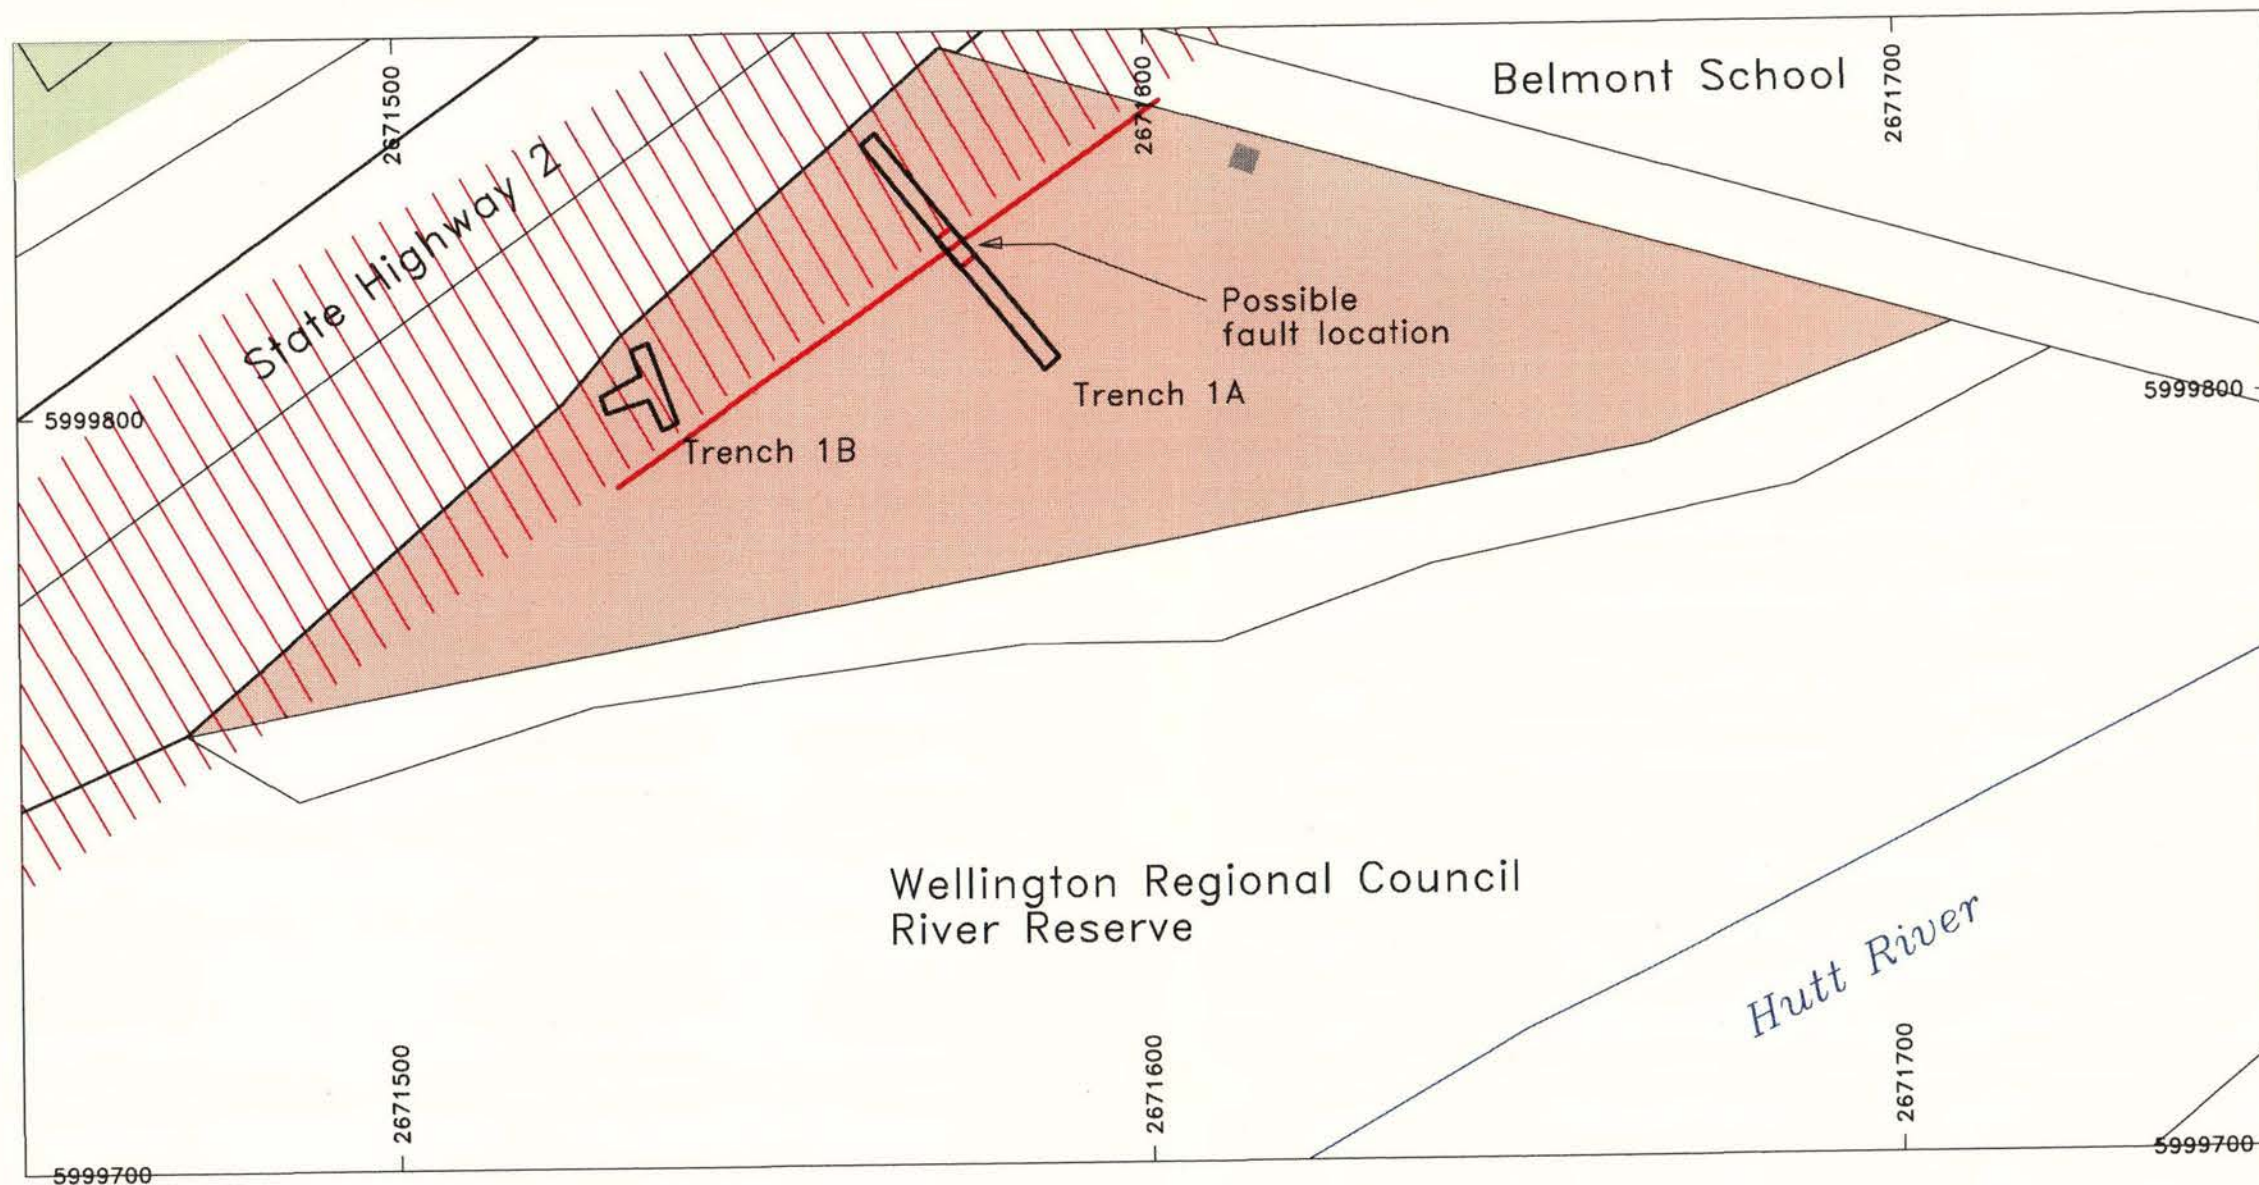 2671500
2671600
2671700
Belmont School
State Highway 2
Possible
fault location
Trench 1A
5999800
5999800
Trench 1B
Wellington Regional Council
River Reserve
Hutt River
2671500
2671600
2671700
5999700
5999700